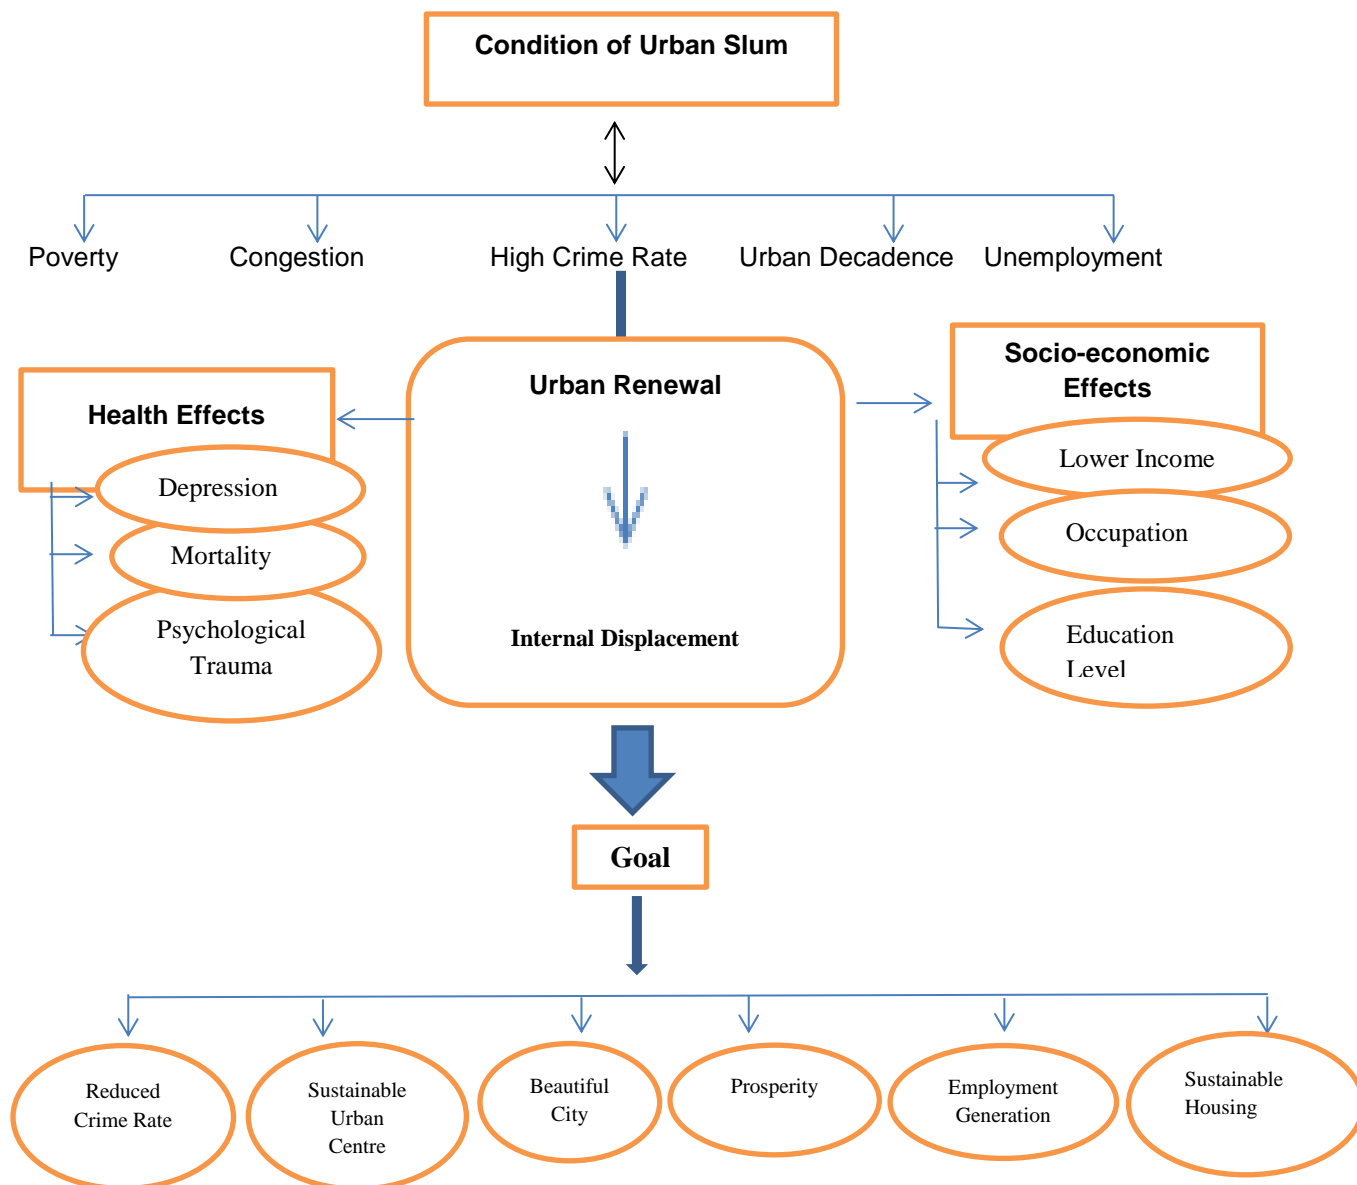 Condition of Urban Slum
Poverty
Congestion
High Crime Rate
Urban Decadence
Unemployment
Health Effects
Depression
Mortality
Psychological
Trauma
Urban Renewal
Internal Displacement
Socio-economic
Effects
Lower Income
Occupation
Education
Level
Goal
Reduced
Crime Rate
Sustainable
Urban
Centre
Beautiful
City
Prosperity
Employment
Generation
Sustainable
Housing